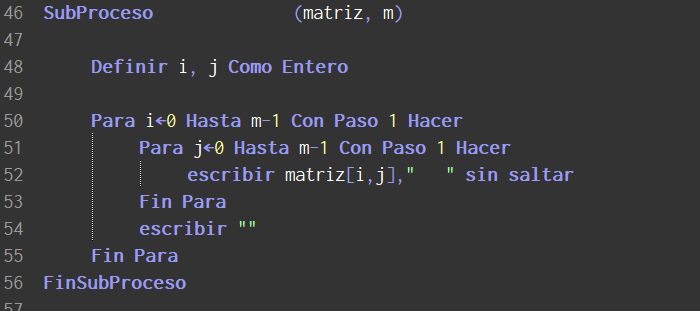 46 SubProceso (matriz, m)
47
48 Definir i, j Como Entero
49
50 Para i←0 Hasta m-1 Con Paso 1 Hacer
51 Para j←0 Hasta m-1 Con Paso 1 Hacer
52 escribir matriz[i,j],"   " sin saltar
53 Fin Para
54 escribir ""
55 Fin Para
56 FinSubProceso
57